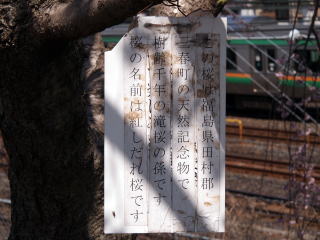 この桜は福島県田村郡
三春町の天然記念物で
樹齢千年の滝桜の孫です
桜の名前は紅しだれ桜です